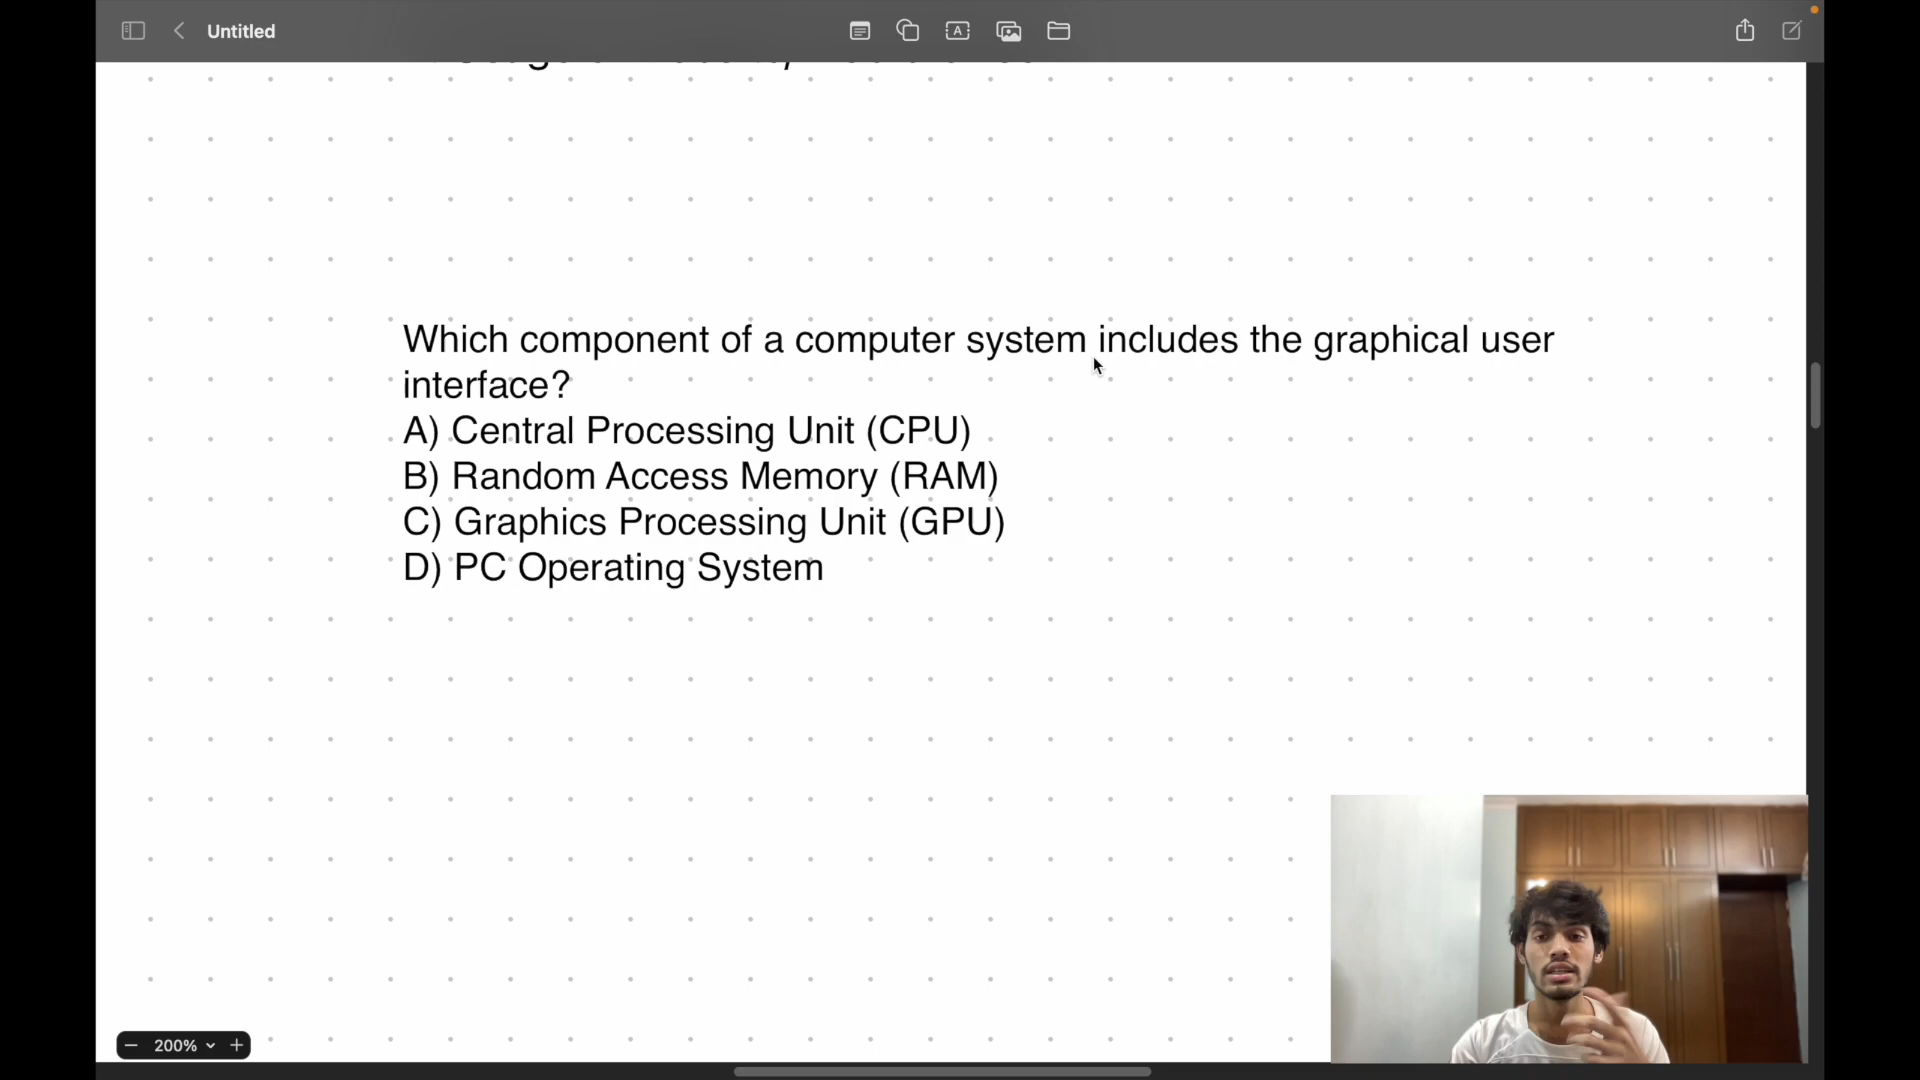 Untitled
Which component of a computer system includes the graphical user
interface?
A) Central Processing Unit (CPU)
B) Random Access Memory (RAM)
C) Graphics Processing Unit (GPU)
D) PC Operating System
200%